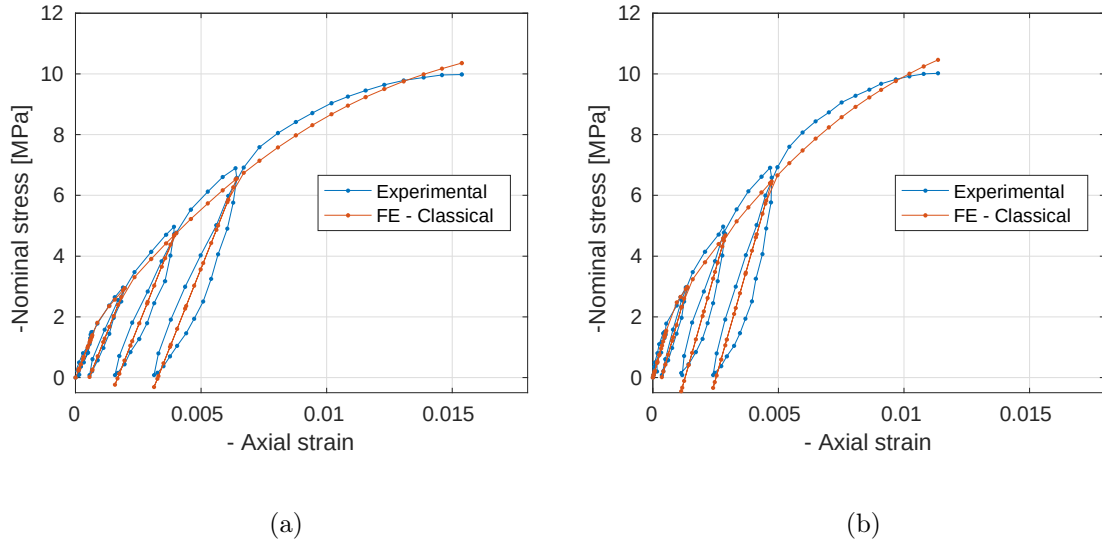 12
10
8
6
4
2
0
-Nominal stress [MPa]
0
0.005
0.01
0.015
- Axial strain
Experimental
FE - Classical
(a)
12
10
8
6
4
2
0
-Nominal stress [MPa]
0
0.005
0.01
0.015
- Axial strain
Experimental
FE - Classical
(b)